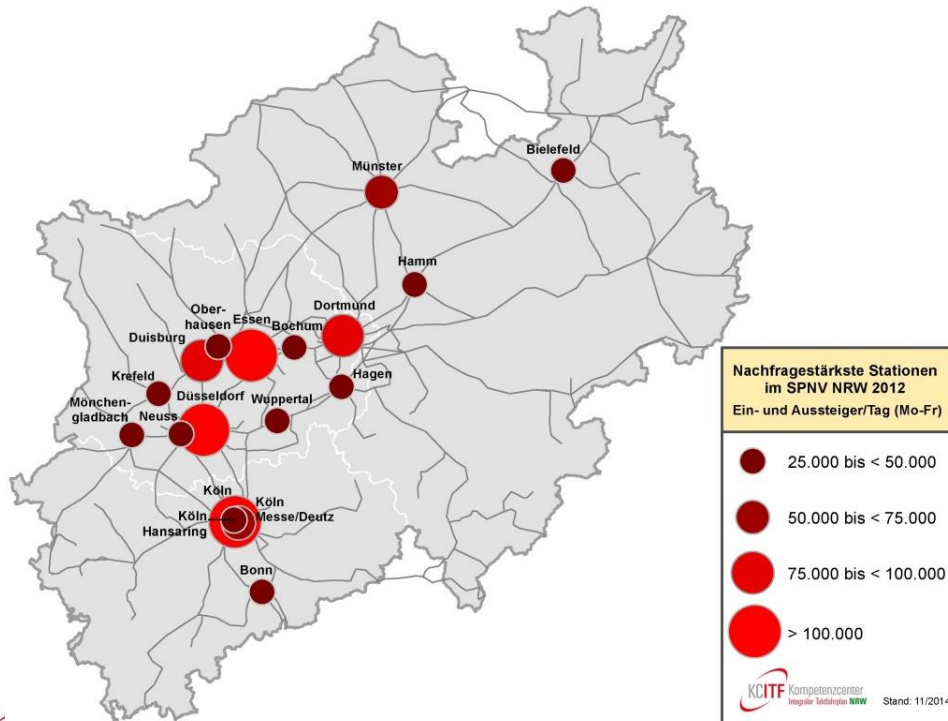 Bielefeld
Münster
Hamm
Dortmund
Ober-
hausen
Essen
Bochum
Duisburg
Hagen
Krefeld
Düsseldorf
Wuppertal
Mönchen-
gladbach
Neuss
Köln
Köln
Messe/Deutz
Köln
Hansaring
Bonn
Nachfragestärkste Stationen
im SPNV NRW 2012
Ein- und Aussteiger/Tag (Mo-Fr)
25.000 bis < 50.000
50.000 bis < 75.000
75.000 bis < 100.000
> 100.000
KCITF Kompetenzcenter
Integraler Taktfahrplan NRW
Stand: 11/2014